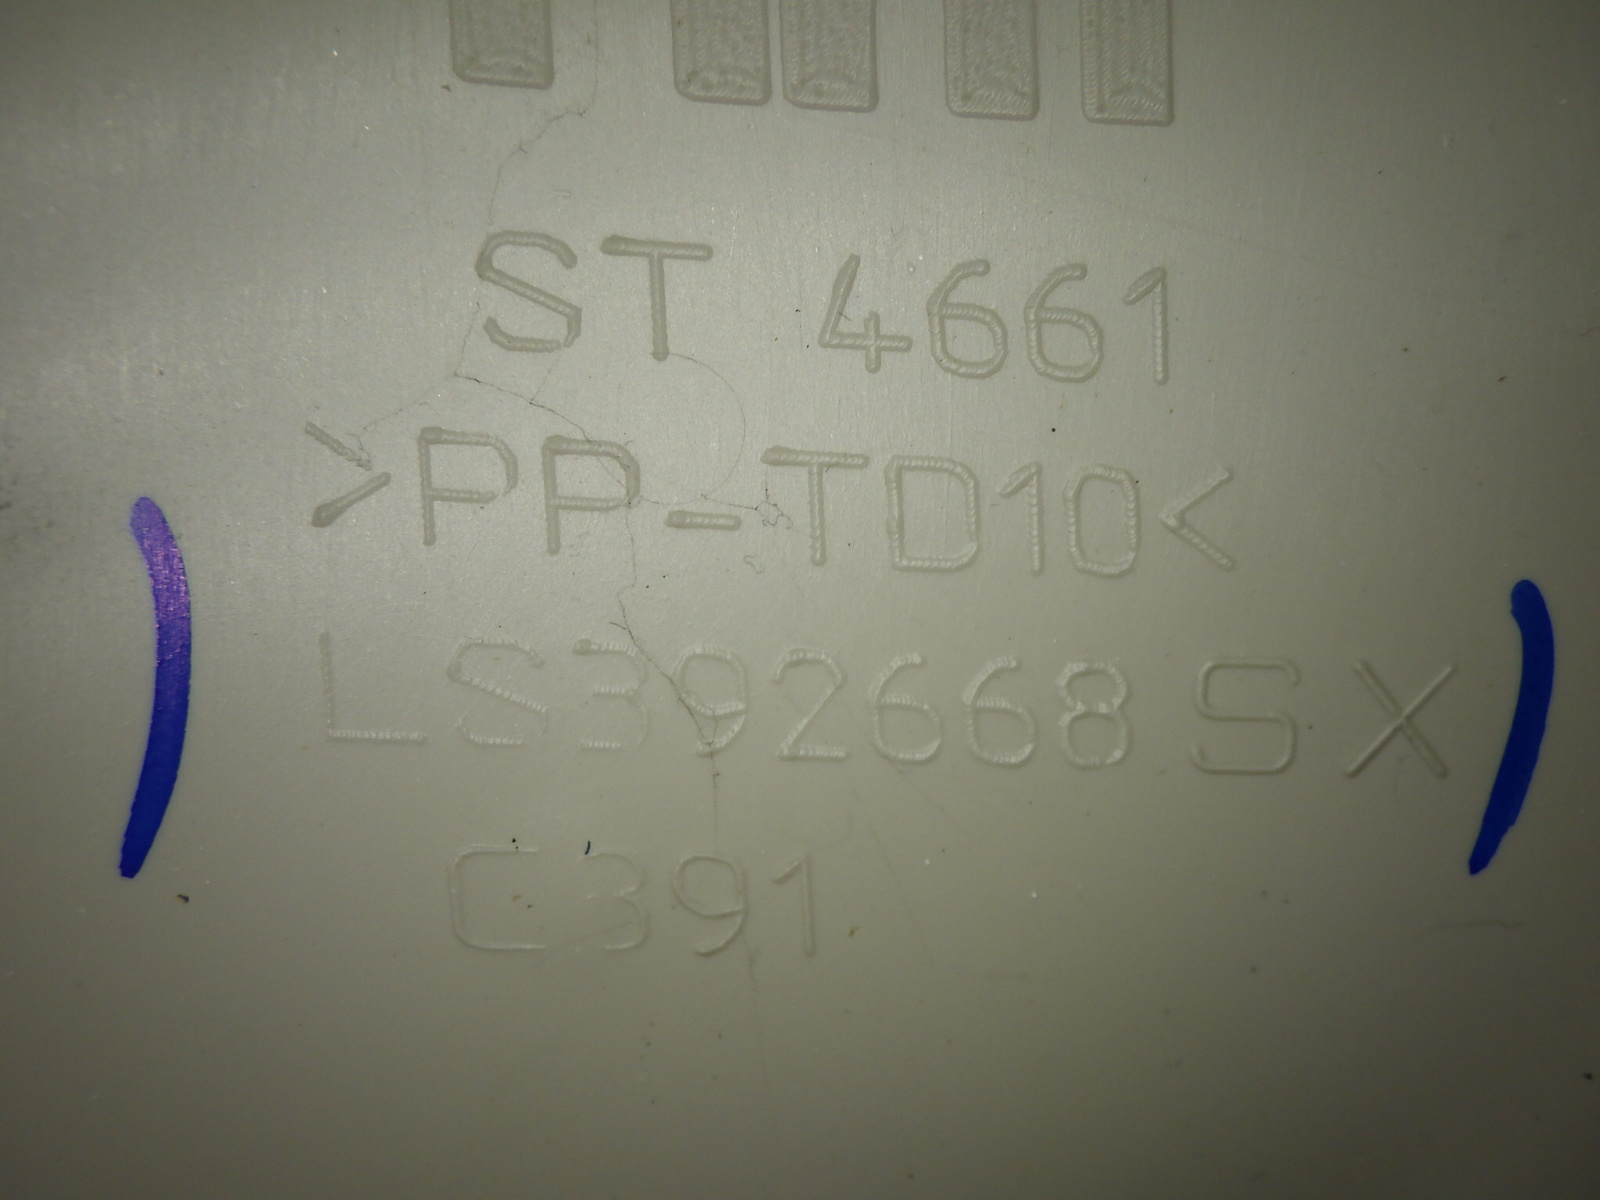 ST 4661
>PP-TD10<
LS392668 SX
C391